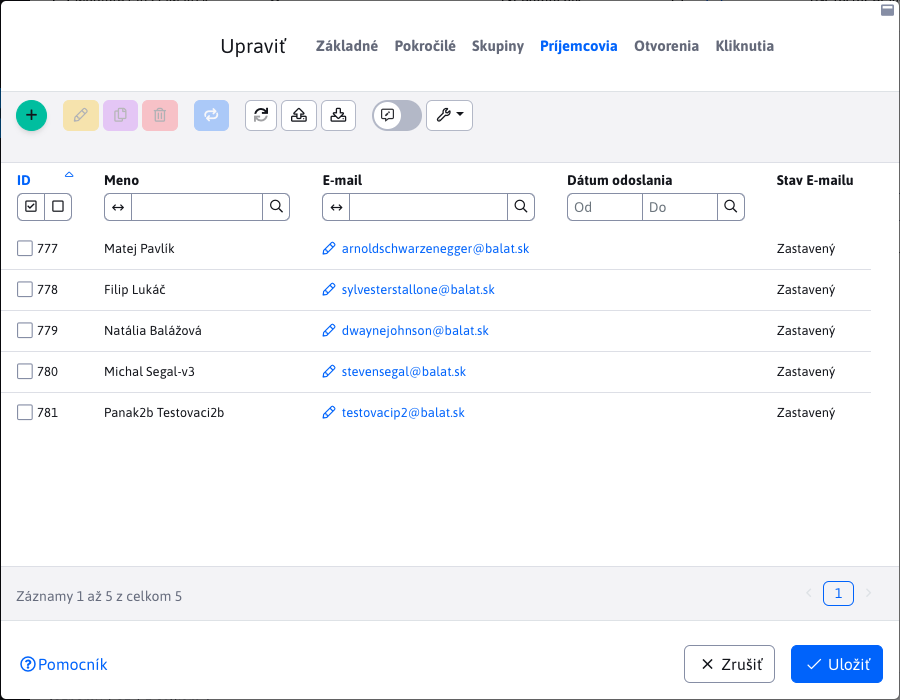 Upraviť Základné Pokročilé Skupiny Príjemcovia Otvorenia Kliknutia
ID Meno E-mail Dátum odoslania Stav E-mailu
Od Do
777 Matej Pavlík arnoldschwarzenegger@balat.sk Zastavený
778 Filip Lukáč sylvesterstallone@balat.sk Zastavený
779 Natália Balážová dwaynejohnson@balat.sk Zastavený
780 Michal Segal-v3 stevensegal@balat.sk Zastavený
781 Panak2b Testovaci2b testovacip2@balat.sk Zastavený
Záznamy 1 až 5 z celkom 5 1
Pomocník Zrušiť Uložiť